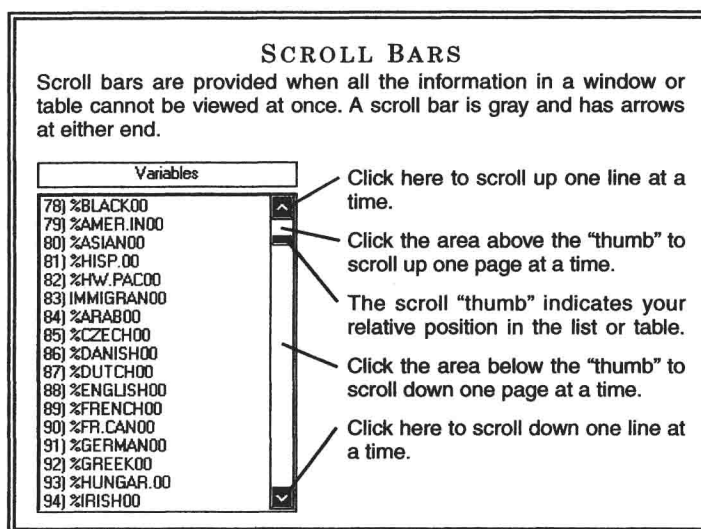 SCROLL BARS
Scroll bars are provided when all the information in a window or
table cannot be viewed at once. A scroll bar is gray and has arrows
at either end.
Variables
78) %BLACK00
79) %AMER.IN00
80) %ASIAN00
81) %HISP.00
82) %HW.PAC00
83) IMMIGRAN00
84) %ARAB00
85) %CZECH00
86) %DANISH00
87) %DUTCH00
88) %ENGLISH00
89) %FRENCH00
90) %FR.CAN00
91) %GERMAN00
92) %GREEK00
93) %HUNGAR.00
94) %IRISH00
Click here to scroll up one line at a
time.
Click the area above the “thumb” to
scroll up one page at a time.
The scroll “thumb” indicates your
relative position in the list or table.
Click the area below the “thumb” to
scroll down one page at a time.
Click here to scroll down one line at
a time.